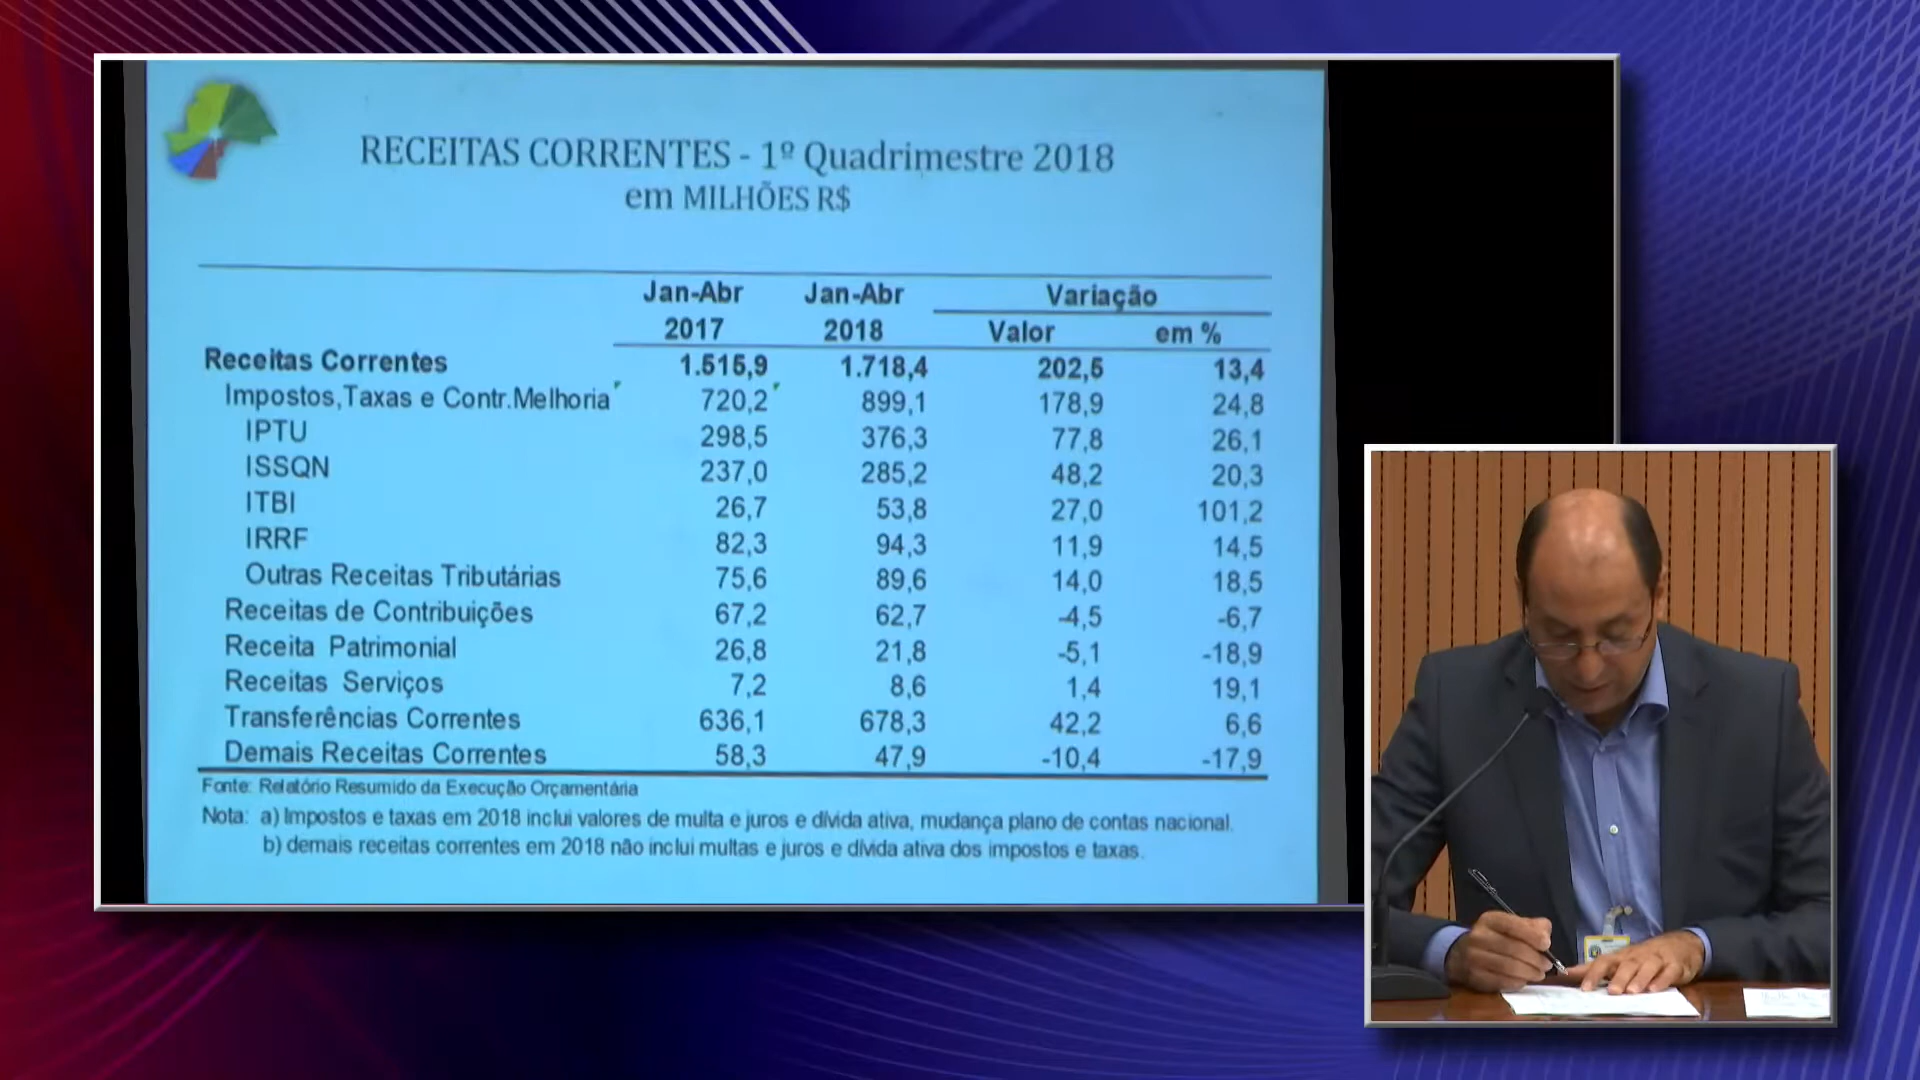 RECEITAS CORRENTES - 1º Quadrimestre 2018
em MILHÕES R$
Jan-Abr Jan-Abr Variação
2017 2018 Valor em %
Receitas Correntes 1.515,9 1.718,4 202,5 13,4
Impostos,Taxas e Contr.Melhoria 720,2 899,1 178,9 24,8
IPTU 298,5 376,3 77,8 26,1
ISSQN 237,0 285,2 48,2 20,3
ITBI 26,7 53,8 27,0 101,2
IRRF 82,3 94,3 11,9 14,5
Outras Receitas Tributárias 75,6 89,6 14,0 18,5
Receitas de Contribuições 67,2 62,7 -4,5 -6,7
Receita Patrimonial 26,8 21,8 -5,1 -18,9
Receitas Serviços 7,2 8,6 1,4 19,1
Transferências Correntes 636,1 678,3 42,2 6,6
Demais Receitas Correntes 58,3 47,9 -10,4 -17,9
Fonte: Relatório Resumido da Execução Orçamentária
Nota: a) Impostos e taxas em 2018 inclui valores de multa e juros e dívida ativa, mudança plano de contas nacional.
b) demais receitas correntes em 2018 não inclui multas e juros e dívida ativa dos impostos e taxas.